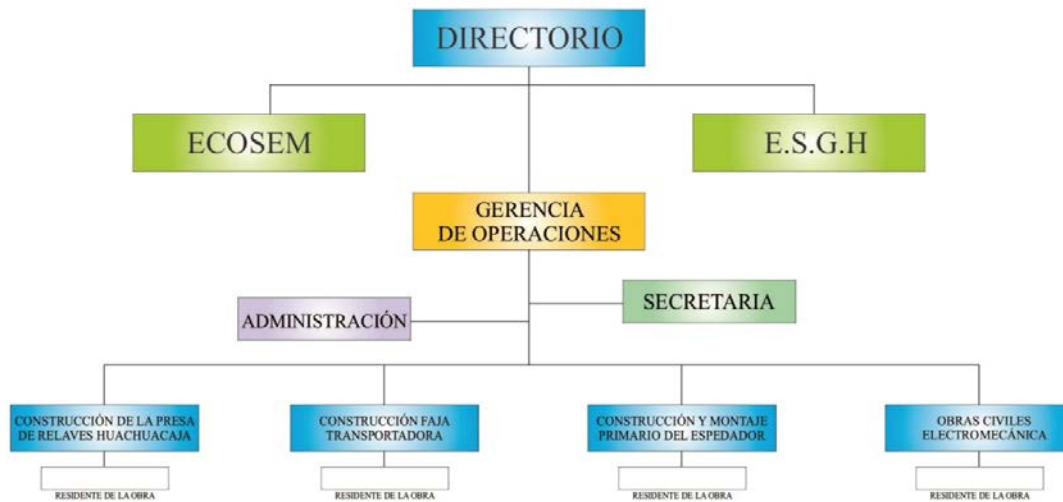 DIRECTORIO
ECOSEM
E.S.G.H
GERENCIA
DE OPERACIONES
SECRETARIA
ADMINISTRACIÓN
CONSTRUCCIÓN DE LA PRESA
DE RELAVES HUACHUACAJA
CONSTRUCCIÓN FAJA
TRANSPORTADORA
CONSTRUCCIÓN Y MONTAJE
PRIMARIO DEL ESPEDADOR
OBRAS CIVILES
ELECTROMECÁNICA
RESIDENTE DE LA OBRA
RESIDENTE DE LA OBRA
RESIDENTE DE LA OBRA
RESIDENTE DE LA OBRA